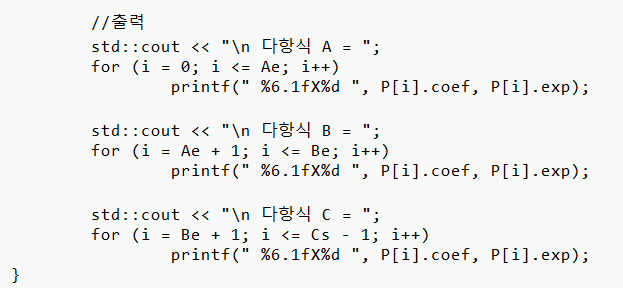 //출력
std::cout << "\n 다항식 A = ";
for (i = 0; i <= Ae; i++)
printf(" %6.1fX%d ", P[i].coef, P[i].exp);
std::cout << "\n 다항식 B = ";
for (i = Ae + 1; i <= Be; i++)
printf(" %6.1fX%d ", P[i].coef, P[i].exp);
std::cout << "\n 다항식 C = ";
for (i = Be + 1; i <= Cs - 1; i++)
printf(" %6.1fX%d ", P[i].coef, P[i].exp);
}